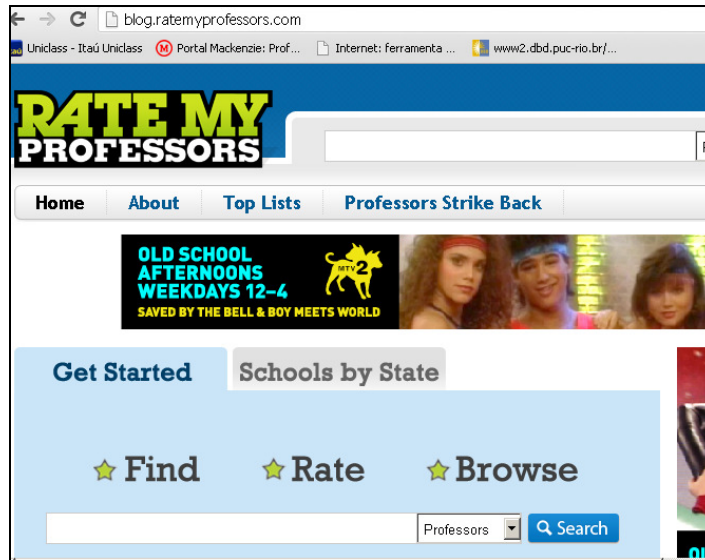 blog.ratemyprofessors.com
Uniclass - Itaú Uniclass Portal Mackenzie: Prof... Internet: ferramenta ... www2.dbd.puc-rio.br/...
RATE MY
PROFESSORS
Home About Top Lists Professors Strike Back
OLD SCHOOL
AFTERNOONS
WEEKDAYS 12–4
SAVED BY THE BELL & BOY MEETS WORLD
MTV2
Get Started Schools by State
Find Rate Browse
Professors Search